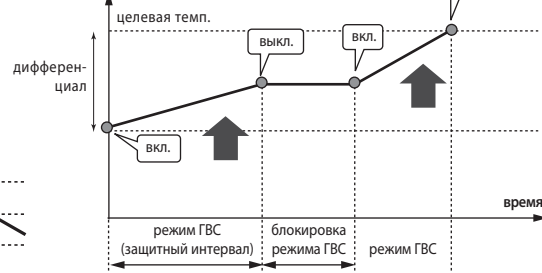 целевая темп.
выкл.
вкл.
дифферен-
циал
вкл.
время
режим ГВС
(защитный интервал)
блокировка
режима ГВС
режим ГВС